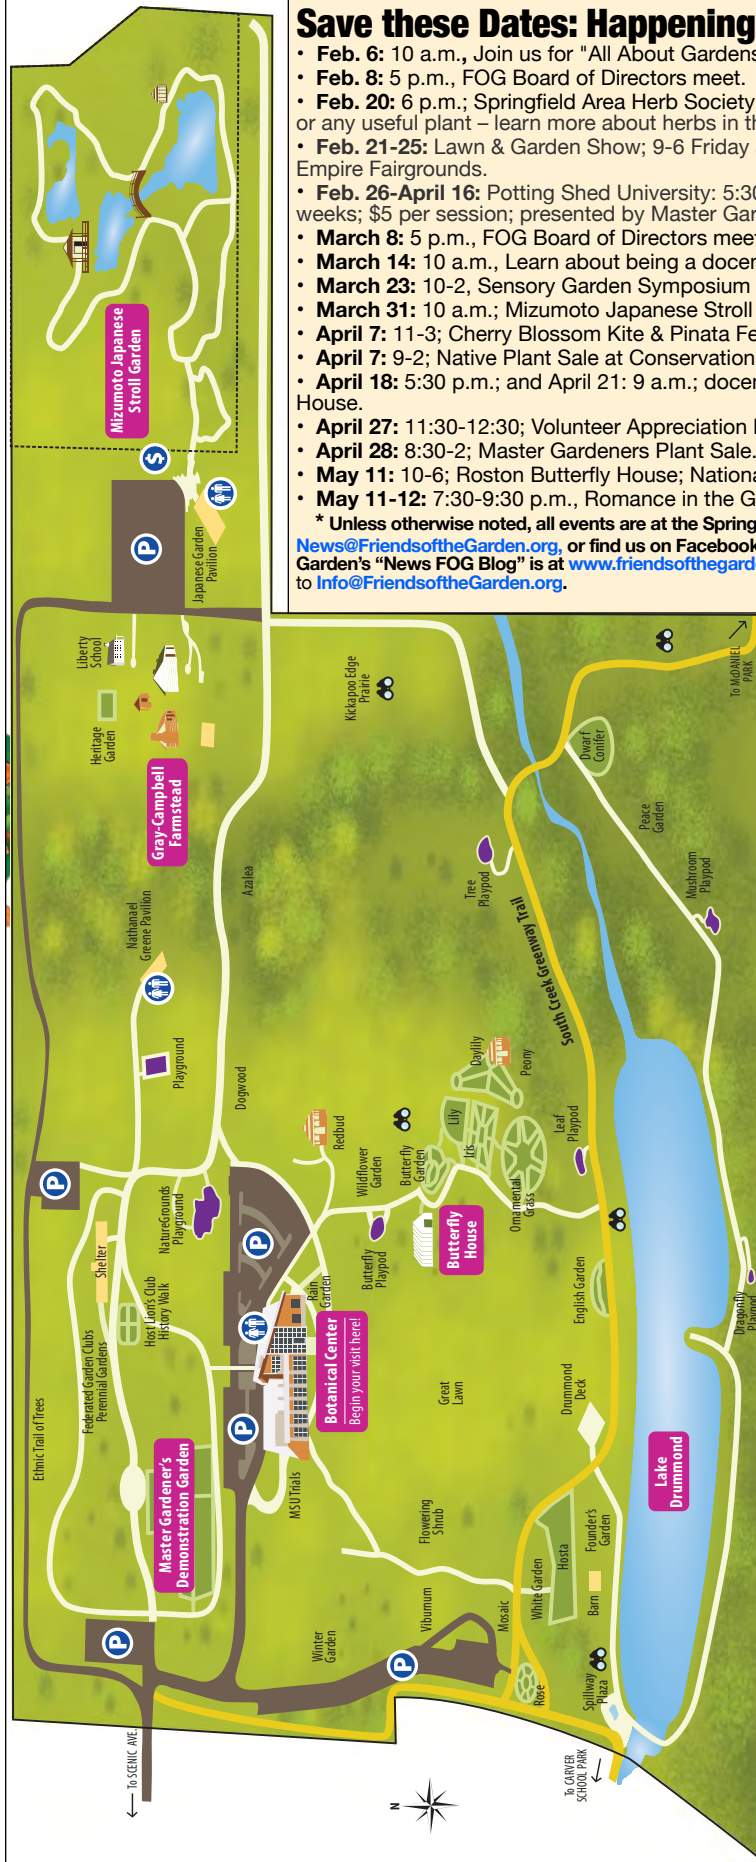 Save these Dates: Happening
• Feb. 6: 10 a.m., Join us for "All About Gardens
• Feb. 8: 5 p.m., FOG Board of Directors meet.
• Feb. 20: 6 p.m.; Springfield Area Herb Society
or any useful plant – learn more about herbs in th
• Feb. 21-25: Lawn & Garden Show; 9-6 Friday
Empire Fairgrounds.
• Feb. 26-April 16: Potting Shed University: 5:30
weeks; $5 per session; presented by Master Gar
• March 8: 5 p.m., FOG Board of Directors meet
• March 14: 10 a.m., Learn about being a docen
• March 23: 10-2, Sensory Garden Symposium
• March 31: 10 a.m.; Mizumoto Japanese Stroll
• April 7: 11-3; Cherry Blossom Kite & Pinata Fe
• April 7: 9-2; Native Plant Sale at Conservation
• April 18: 5:30 p.m.; and April 21: 9 a.m.; docen
House.
• April 27: 11:30-12:30; Volunteer Appreciation
• April 28: 8:30-2; Master Gardeners Plant Sale.
• May 11: 10-6; Roston Butterfly House; Nationa
• May 11-12: 7:30-9:30 p.m., Romance in the G
* Unless otherwise noted, all events are at the Spring
News@FriendsoftheGarden.org, or find us on Facebook
Garden's “News FOG Blog” is at www.friendsofthegarde
to Info@FriendsoftheGarden.org.
Mizumoto Japanese
Stroll Garden
$
P
Japanese Garden
Pavilion
Liberty
School
Heritage
Garden
Gray-Campbell
Farmstead
Kickapoo Edge
Prairie
To McDANIEL
PARK
Dwarf
Conifer
Peace
Garden
Mushroom
Playpod
Tree
Playpod
South Creek Greenway Trail
Azalea
Nathanael
Greene Pavilion
Playground
Dogwood
Redbud
Wildflower
Garden
Butterfly
Garden
Daylily
Peony
Lily
Iris
Ornamental
Grass
Leaf
Playpod
P
NatureGrounds
Playground
Shelter
Host Lion's Club
History Walk
Federated Garden Clubs
Perennial Gardens
Ethnic Trail of Trees
P
Butterfly
Playpod
Butterfly
House
Rain
Garden
Botanical Center
Begin your visit here!
P
MSU Trials
Master Gardener's
Demonstration Garden
English Garden
Dragonfly
Playpod
Great
Lawn
Drummond
Deck
Lake
Drummond
Flowering
Shrub
Founder's
Garden
Hosta
White Garden
Barn
Viburnum
Mosaic
Winter
Garden
P
P
Rose
Spillway
Plaza
To SCENIC AVE.
To CARVER
SCHOOL PARK
N